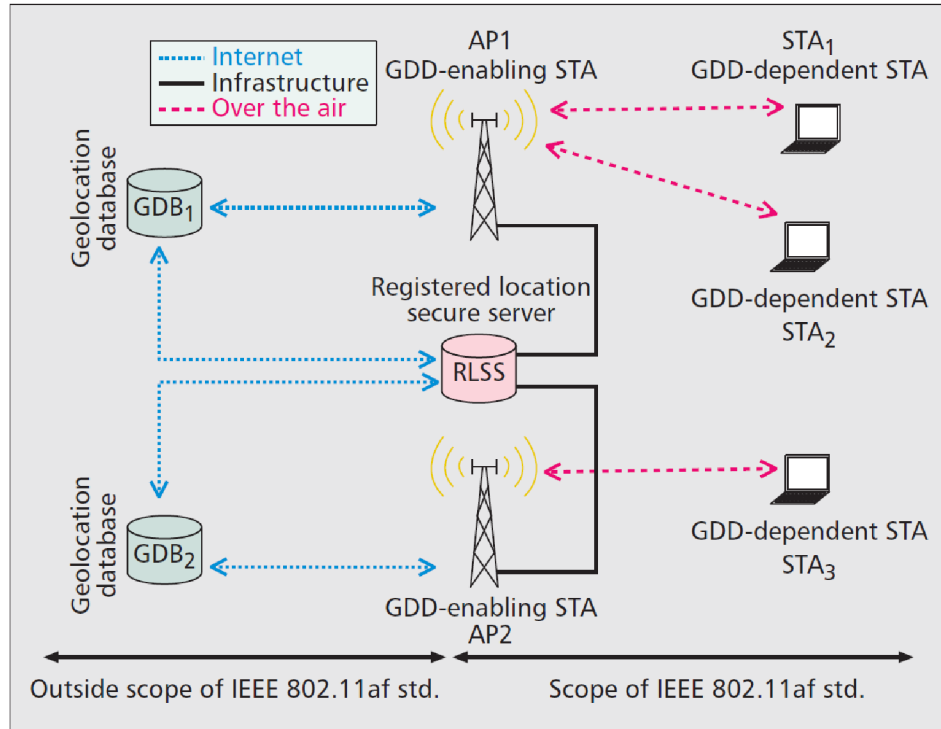 Internet
Infrastructure
Over the air
AP1
GDD-enabling STA
STA₁
GDD-dependent STA
Geolocation
database
GDB₁
GDD-dependent STA
STA₂
Registered location
secure server
RLSS
Geolocation
database
GDB₂
GDD-dependent STA
STA₃
GDD-enabling STA
AP2
Outside scope of IEEE 802.11af std.
Scope of IEEE 802.11af std.